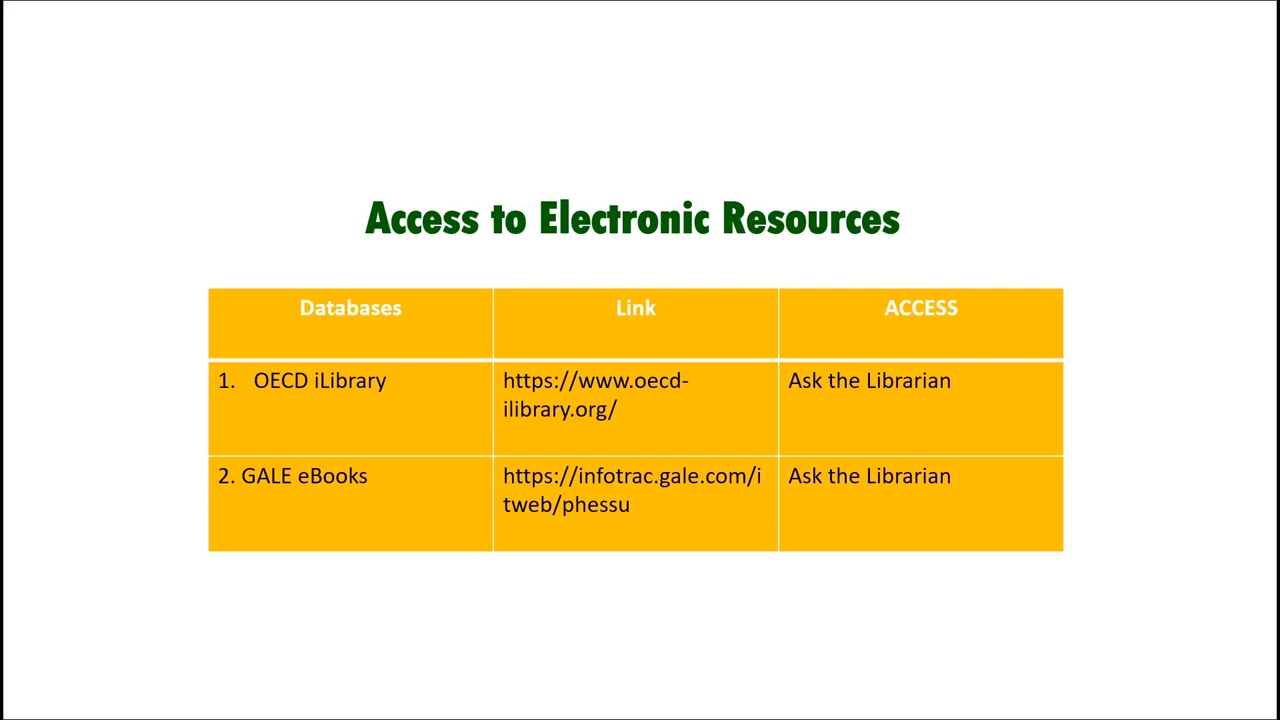 Access to Electronic Resources
Databases
Link
ACCESS
1. OECD iLibrary
https://www.oecd-
ilibrary.org/
Ask the Librarian
2. GALE eBooks
https://infotrac.gale.com/i
tweb/phessu
Ask the Librarian